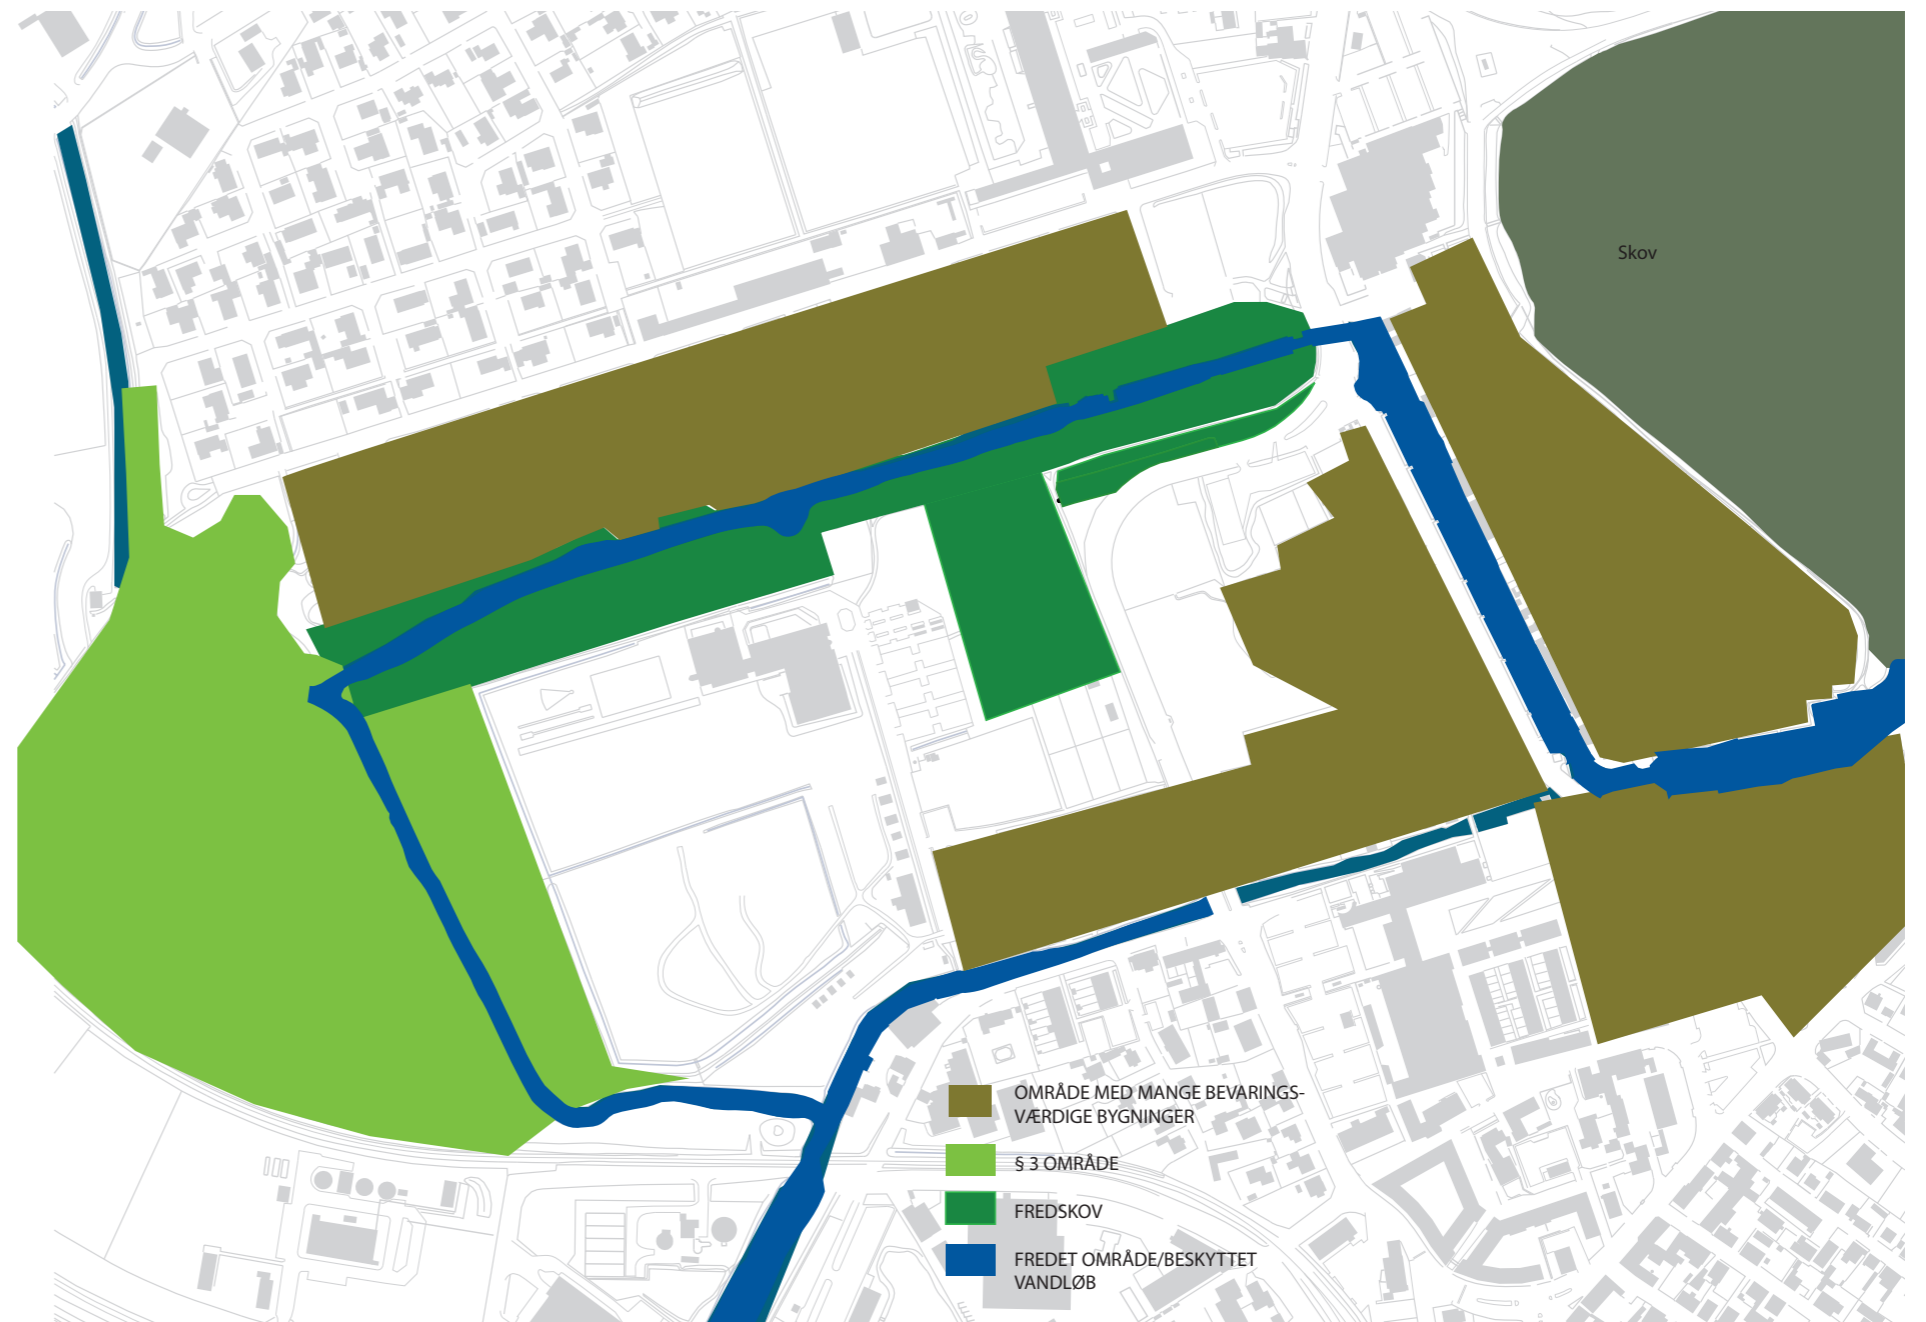 Skov
OMRÅDE MED MANGE BEVARINGS-
VÆRDIGE BYGNINGER
§ 3 OMRÅDE
FREDSKOV
FREDET OMRÅDE/BESKYTTET
VANDLØB